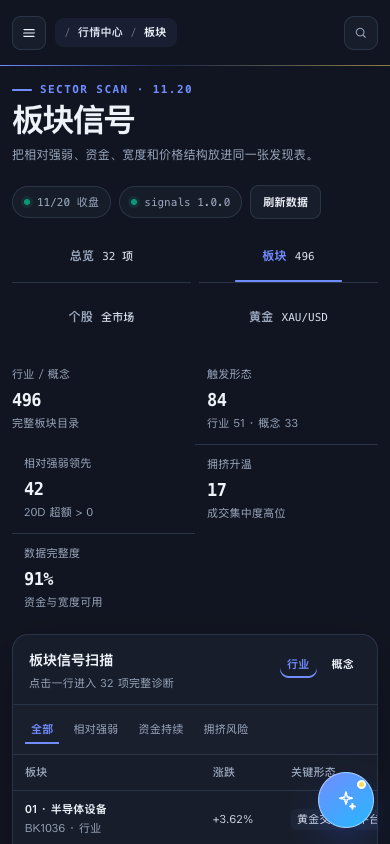 / 行情中心 / 板块
SECTOR SCAN · 11.20
板块信号
把相对强弱、资金、宽度和价格结构放进同一张发现表。
11/20 收盘
signals 1.0.0
刷新数据
总览 32 项
板块 496
个股 全市场
黄金 XAU/USD
行业 / 概念
496
完整板块目录
触发形态
84
行业 51 · 概念 33
相对强弱领先
42
20D 超额 > 0
拥挤升温
17
成交集中度高位
数据完整度
91%
资金与宽度可用
板块信号扫描
点击一行进入 32 项完整诊断
行业
概念
全部
相对强弱
资金持续
拥挤风险
板块
涨跌
关键形态
01 · 半导体设备
BK1036 · 行业
+3.62%
黄金